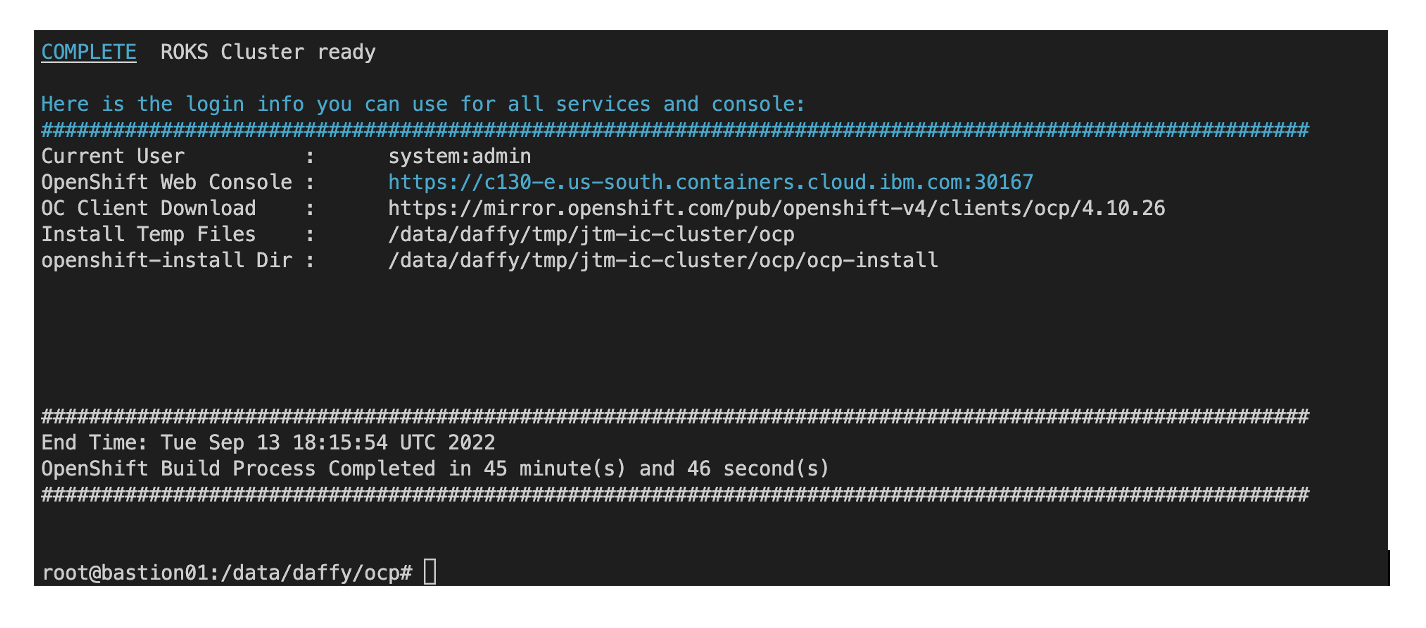 COMPLETE  ROKS Cluster ready
Here is the login info you can use for all services and console:
##########################################################################################################
Current User          :      system:admin
OpenShift Web Console :      https://c130-e.us-south.containers.cloud.ibm.com:30167
OC Client Download    :      https://mirror.openshift.com/pub/openshift-v4/clients/ocp/4.10.26
Install Temp Files    :      /data/daffy/tmp/jtm-ic-cluster/ocp
openshift-install Dir :      /data/daffy/tmp/jtm-ic-cluster/ocp/ocp-install
##########################################################################################################
End Time: Tue Sep 13 18:15:54 UTC 2022
OpenShift Build Process Completed in 45 minute(s) and 46 second(s)
##########################################################################################################
root@bastion01:/data/daffy/ocp#